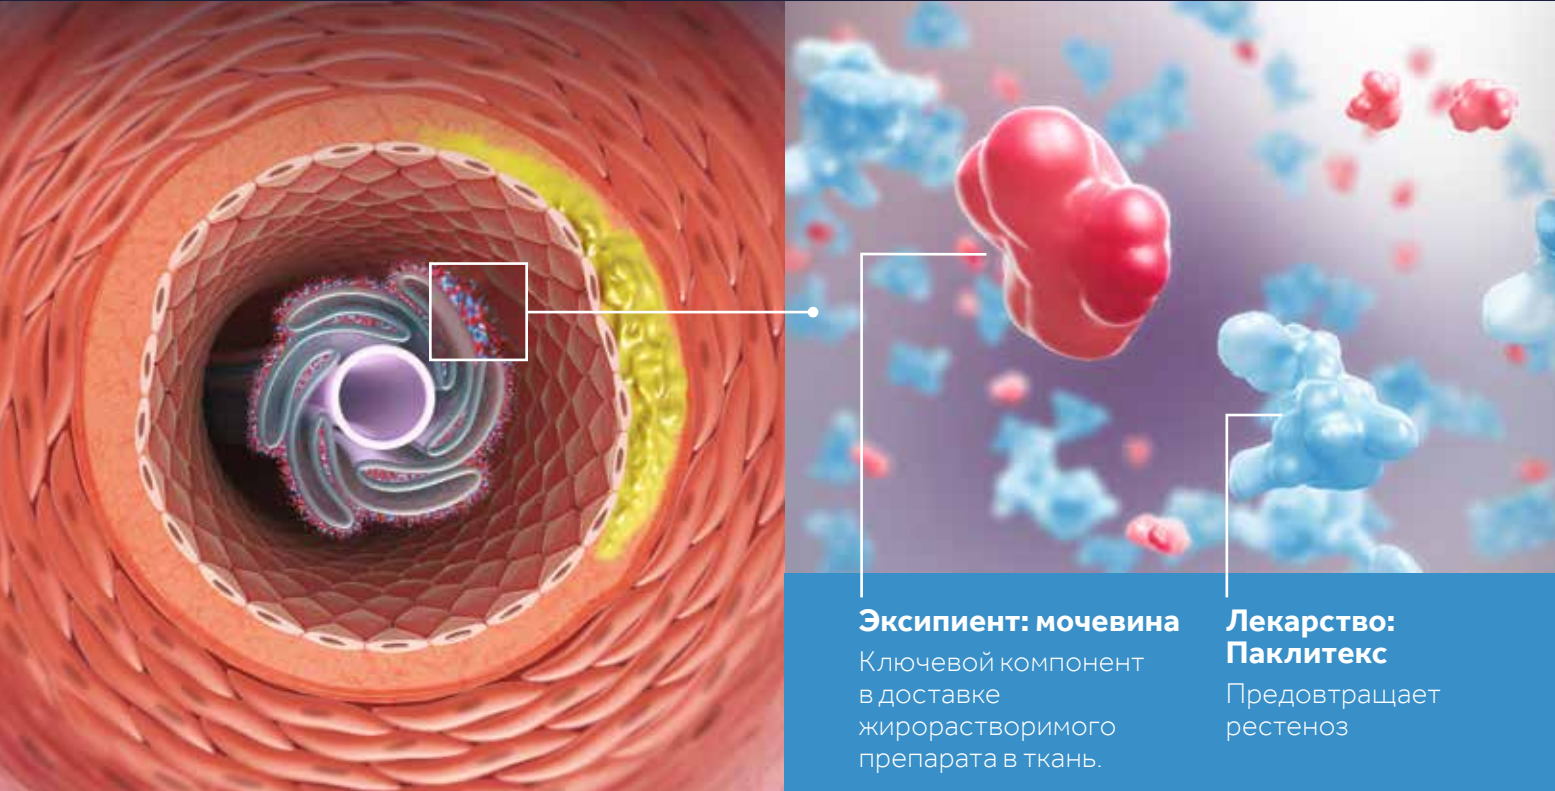 Эксипиент: мочевина
Ключевой компонент
в доставке
жирорастворимого
препарата в ткань.
Лекарство:
Паклитекс
Предовтращает
рестеноз